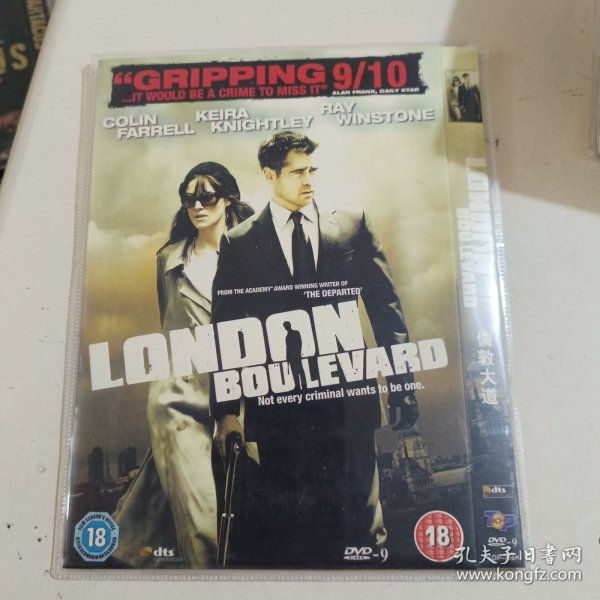 "GRIPPING 9/10
...IT WOULD BE A CRIME TO MISS IT"
ALAN FRANK, DAILY STAR
COLIN FARRELL
KEIRA KNIGHTLEY
RAY WINSTONE
FROM THE ACADEMY AWARD WINNING WRITER OF
'THE DEPARTED'
LONDON
BOULEVARD
Not every criminal wants to be one.
18
dts
DVD-9
VIDEO
18
LONDON
BOULEVARD
倫敦大道
dts
TOP
DVD-9
孔夫子旧书网
www.kongfz.com